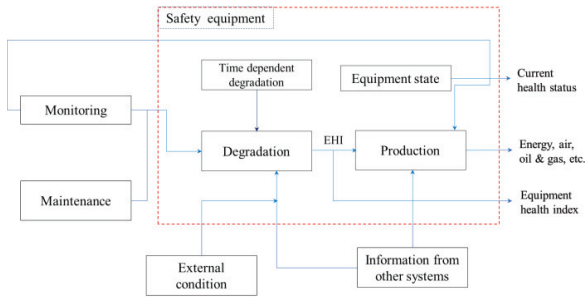 Safety equipment
Time dependent
degradation
Equipment state
Current
health status
Monitoring
Degradation
EHI
Production
Energy, air,
oil & gas, etc.
Maintenance
Equipment
health index
External
condition
Information from
other systems